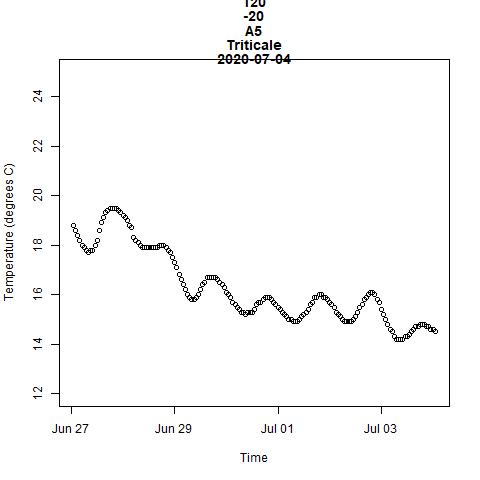 120
-20
A5
Triticale
2020-07-04
Temperature (degrees C)
24
22
20
18
16
14
12
Jun 27
Jun 29
Jul 01
Jul 03
Time